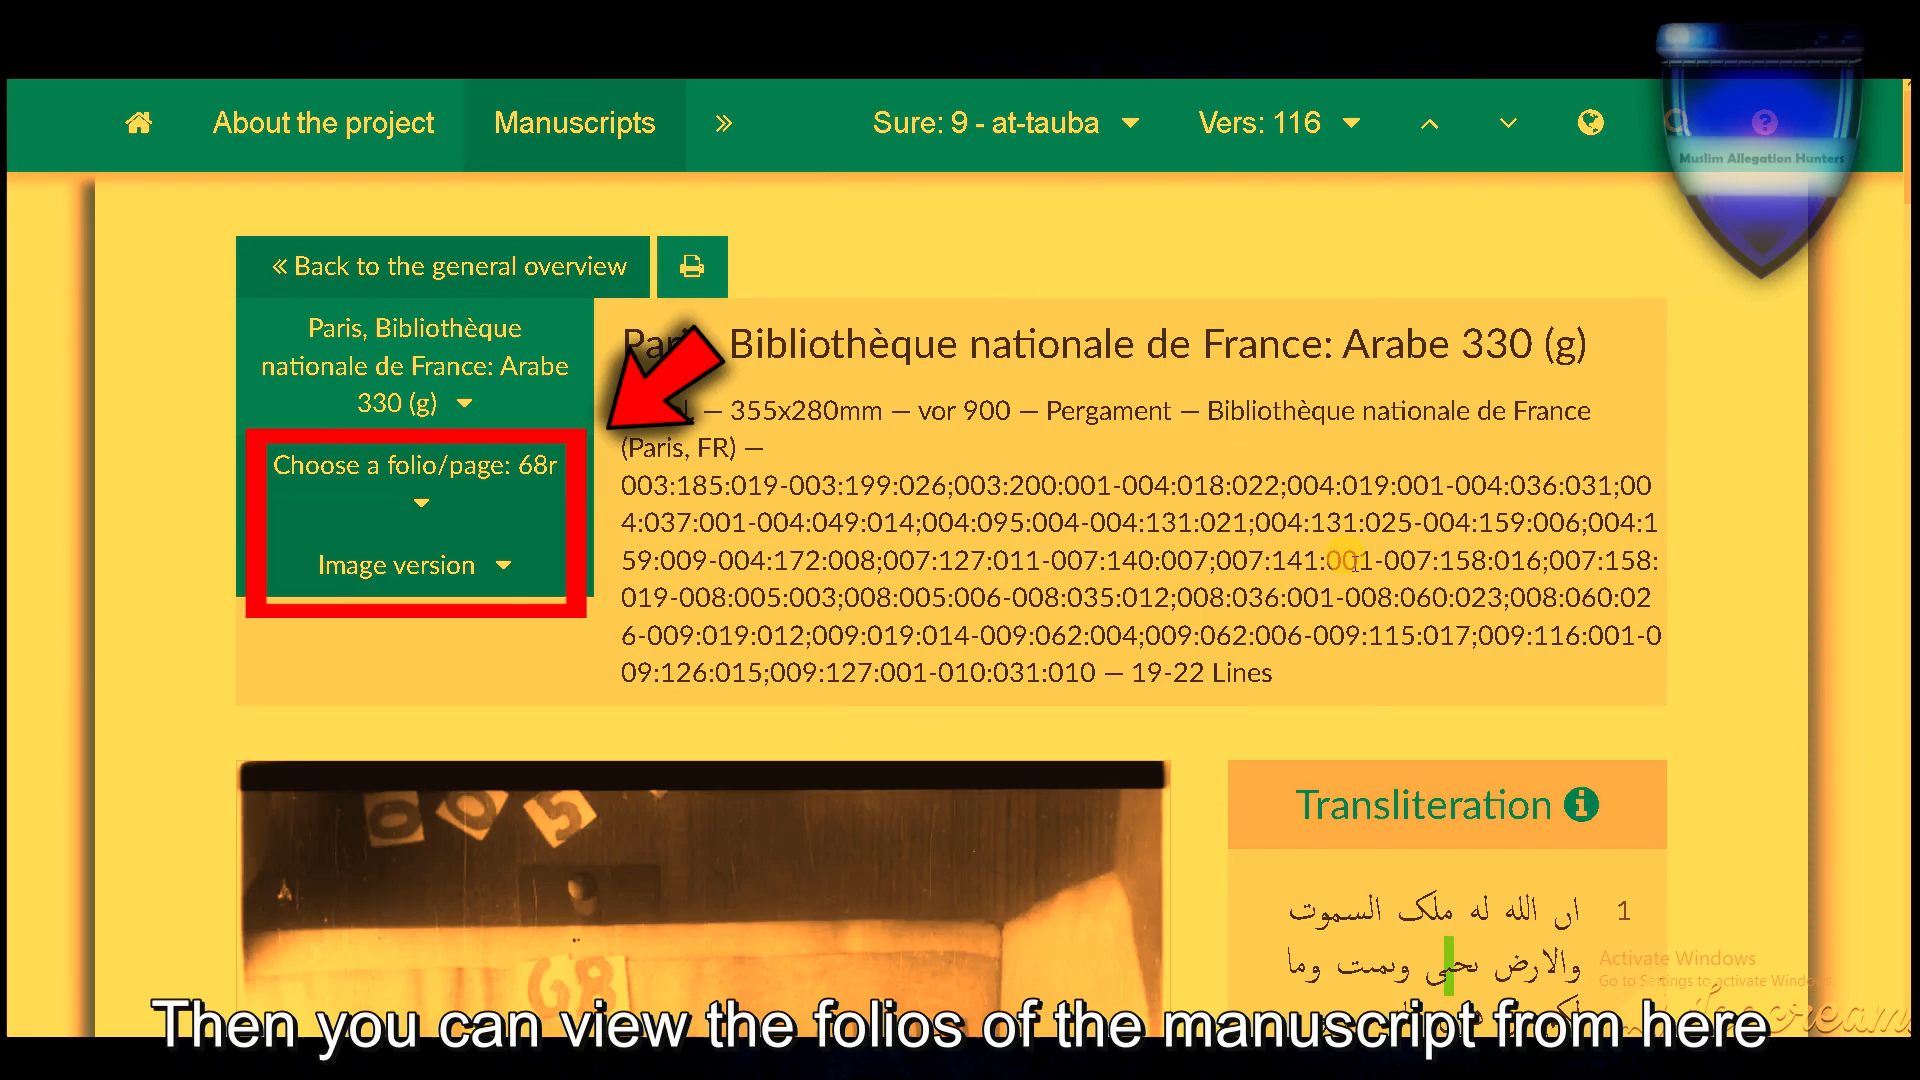 About the project
Manuscripts
Sure: 9 - at-tauba
Vers: 116
Muslim Allegation Hunters
« Back to the general overview
Paris, Bibliothèque
nationale de France: Arabe
330 (g)
Choose a folio/page: 68r
Image version
Bibliothèque nationale de France: Arabe 330 (g)
— 355x280mm — vor 900 — Pergament — Bibliothèque nationale de France
(Paris, FR) —
003:185:019-003:199:026;003:200:001-004:018:022;004:019:001-004:036:031;00
4:037:001-004:049:014;004:095:004-004:131:021;004:131:025-004:159:006;004:1
59:009-004:172:008;007:127:011-007:140:007;007:141:001-007:158:016;007:158:
019-008:005:003;008:005:006-008:035:012;008:036:001-008:060:023;008:060:02
6-009:019:012;009:019:014-009:062:004;009:062:006-009:115:017;009:116:001-0
09:126:015;009:127:001-010:031:010 — 19-22 Lines
005
68
Transliteration
1 ان الله له ملک السموت
والارض ںحٮى وٮمٮت وما
Activate Windows
Go to Settings to activate Windows.
Then you can view the folios of the manuscript from here